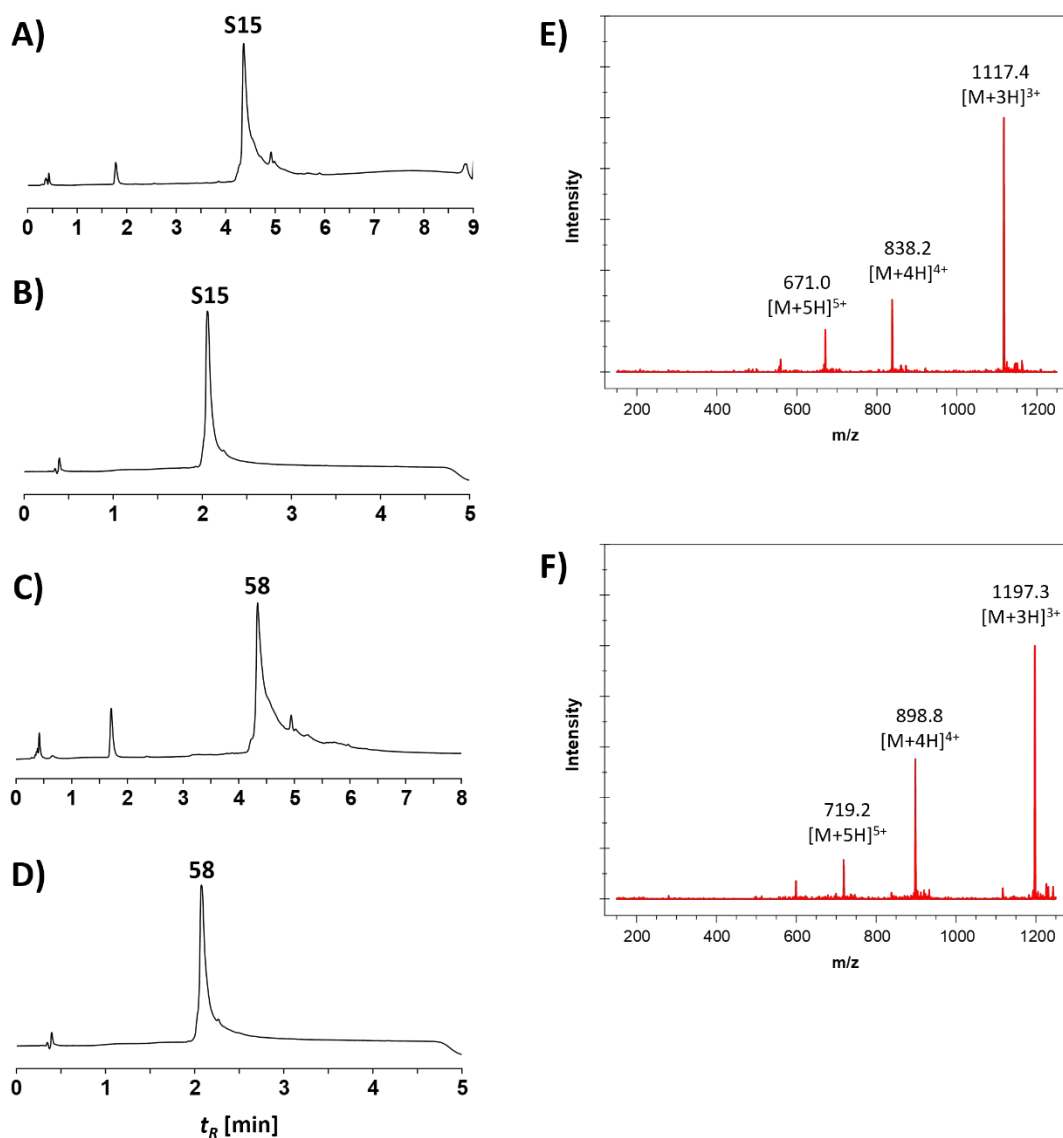 A)
S15
0 1 2 3 4 5 6 7 8 9
B)
S15
0 1 2 3 4 5
C)
58
0 1 2 3 4 5 6 7 8
D)
58
0 1 2 3 4 5
tR [min]
E)
1117.4
[M+3H]3+
838.2
[M+4H]4+
671.0
[M+5H]5+
Intensity
200 400 600 800 1000 1200
m/z
F)
1197.3
[M+3H]3+
898.8
[M+4H]4+
719.2
[M+5H]5+
Intensity
200 400 600 800 1000 1200
m/z